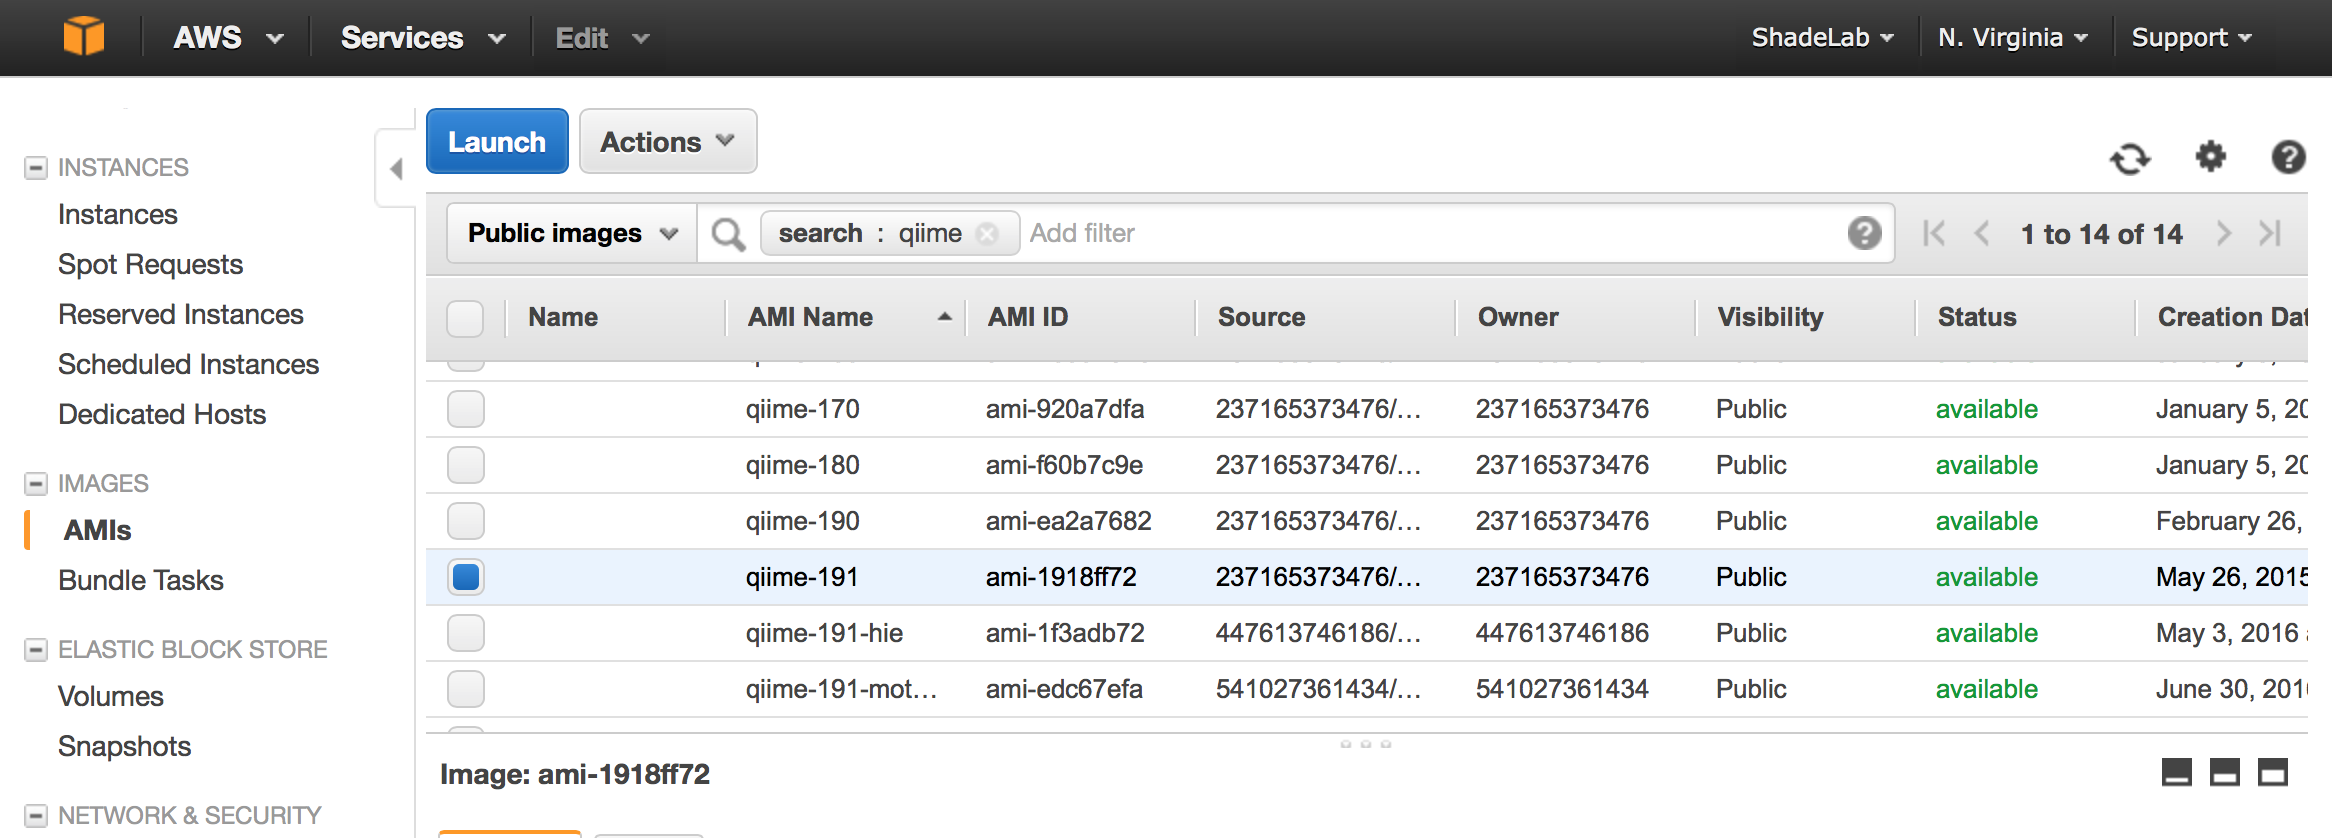 AWS Services Edit ShadeLab N. Virginia Support
INSTANCES
Instances
Spot Requests
Reserved Instances
Scheduled Instances
Dedicated Hosts
IMAGES
AMIs
Bundle Tasks
ELASTIC BLOCK STORE
Volumes
Snapshots
NETWORK & SECURITY
Launch Actions
Public images search : qiime Add filter 1 to 14 of 14
Name AMI Name AMI ID Source Owner Visibility Status Creation Dat
qiime-170 ami-920a7dfa 237165373476/... 237165373476 Public available January 5, 20
qiime-180 ami-f60b7c9e 237165373476/... 237165373476 Public available January 5, 20
qiime-190 ami-ea2a7682 237165373476/... 237165373476 Public available February 26,
qiime-191 ami-1918ff72 237165373476/... 237165373476 Public available May 26, 2015
qiime-191-hie ami-1f3adb72 447613746186/... 447613746186 Public available May 3, 2016
qiime-191-mot... ami-edc67efa 541027361434/... 541027361434 Public available June 30, 201
Image: ami-1918ff72